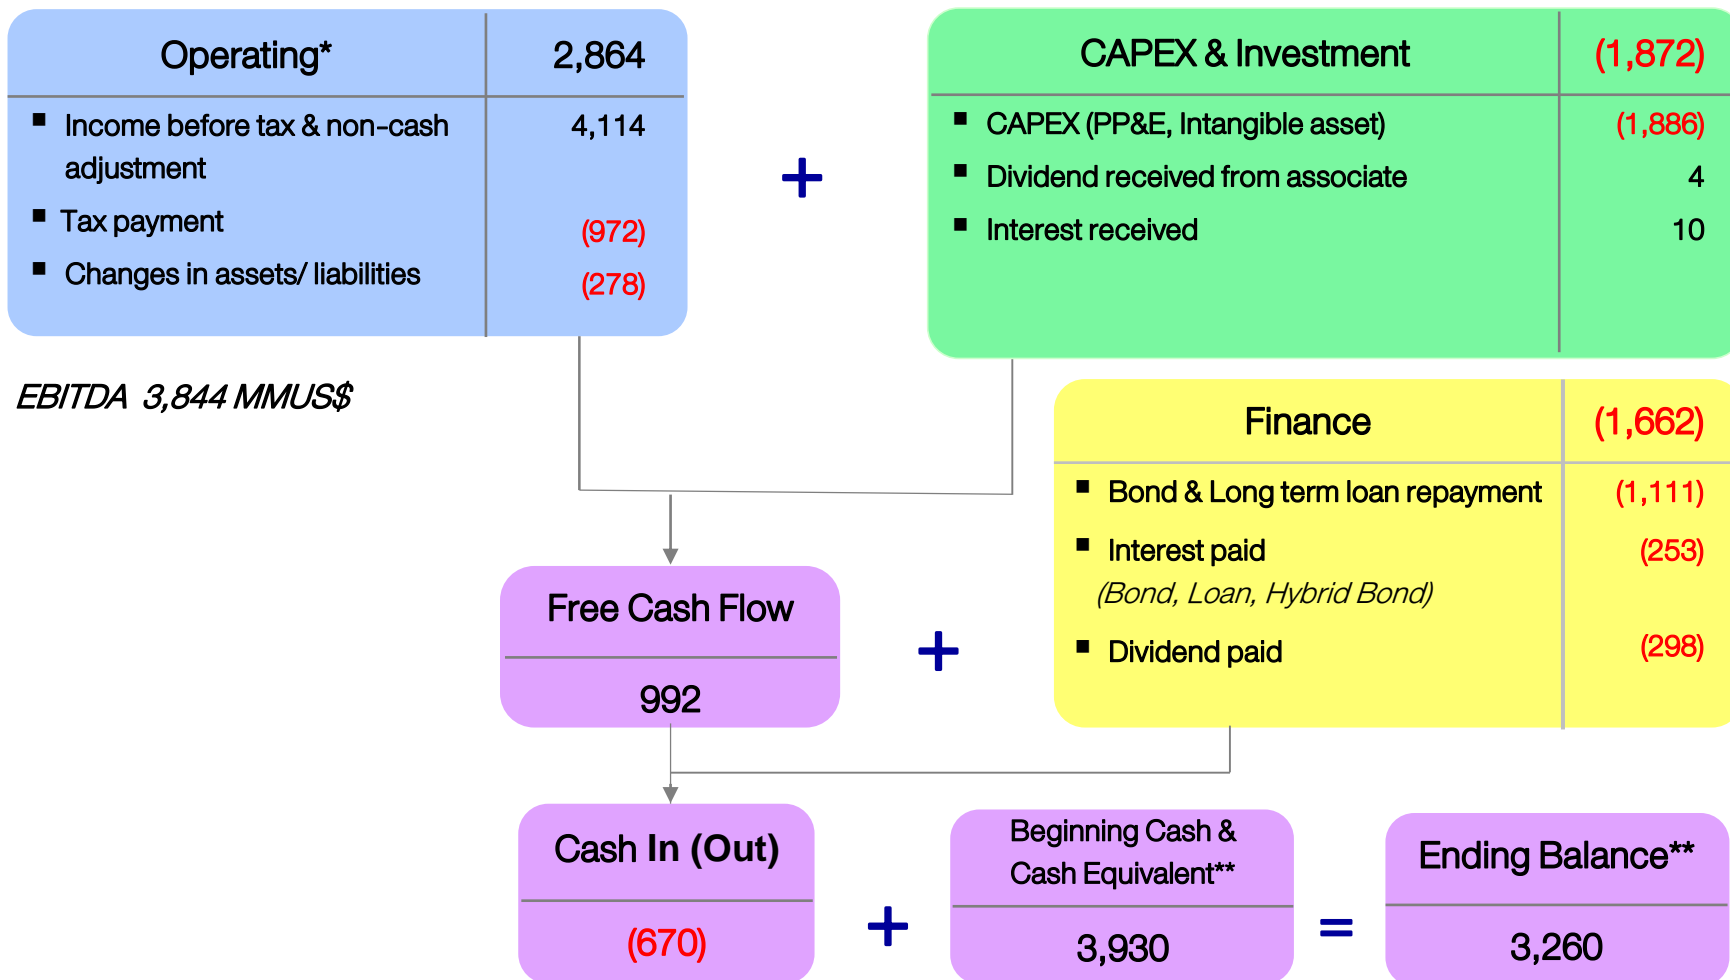 Operating* 2,864
▪ Income before tax & non-cash 4,114
adjustment
▪ Tax payment (972)
▪ Changes in assets/ liabilities (278)
+
CAPEX & Investment (1,872)
▪ CAPEX (PP&E, Intangible asset) (1,886)
▪ Dividend received from associate 4
▪ Interest received 10
EBITDA 3,844 MMUS$
Finance (1,662)
▪ Bond & Long term loan repayment (1,111)
▪ Interest paid (253)
(Bond, Loan, Hybrid Bond)
▪ Dividend paid (298)
Free Cash Flow
992
+
Cash In (Out)
(670)
+
Beginning Cash &
Cash Equivalent**
3,930
=
Ending Balance**
3,260